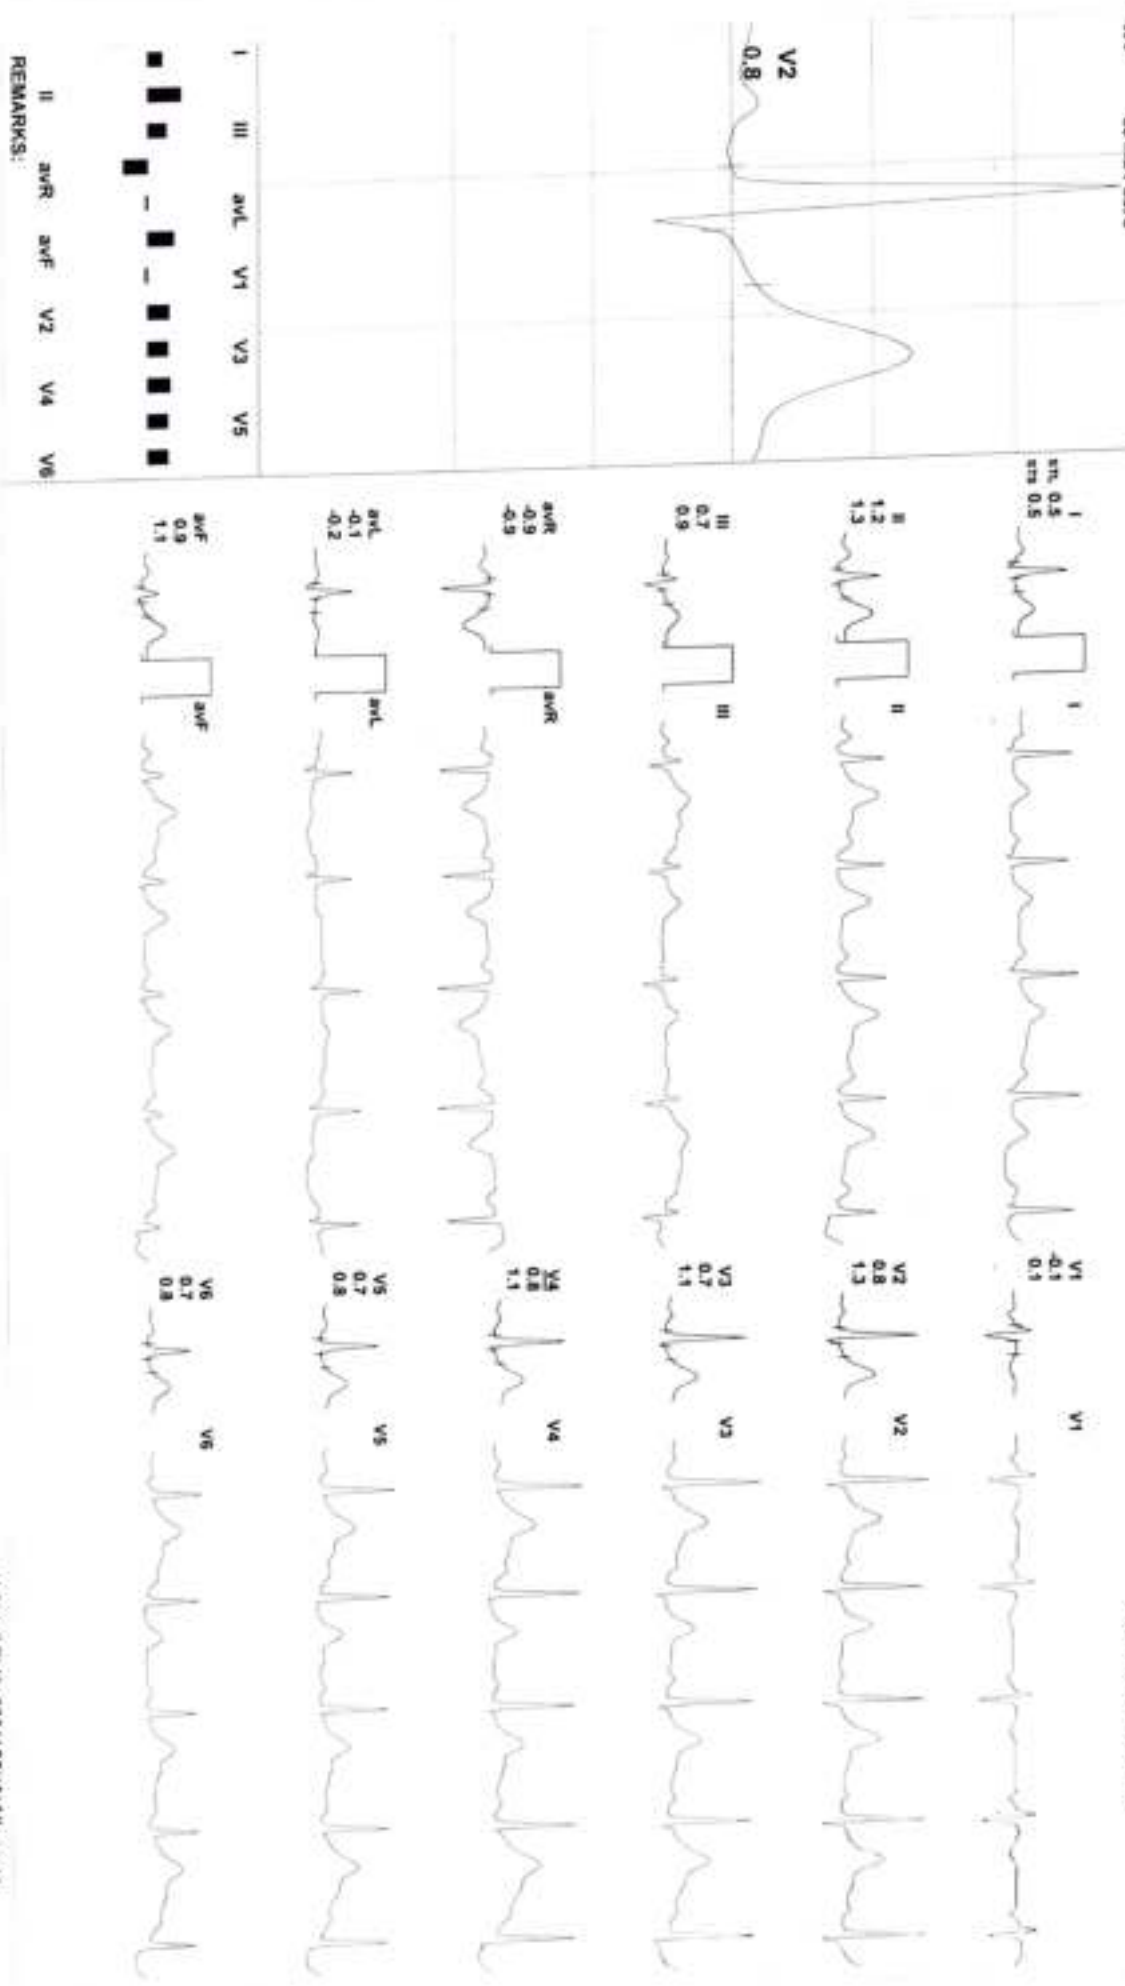 V2
0.8
I
III
avL
V1
V3
V5
II
avR
avF
V2
V4
V6
REMARKS:
I
STL 0.5
STS 0.5
I
II
1.2
1.3
II
III
0.7
0.9
III
avR
-0.9
-0.9
avR
avL
-0.1
-0.2
avL
avF
0.9
1.1
avF
V1
-0.1
0.1
V1
V2
0.8
1.3
V2
V3
0.7
1.1
V3
V4
0.8
1.1
V4
V5
0.7
0.8
V5
V6
0.7
0.8
V6